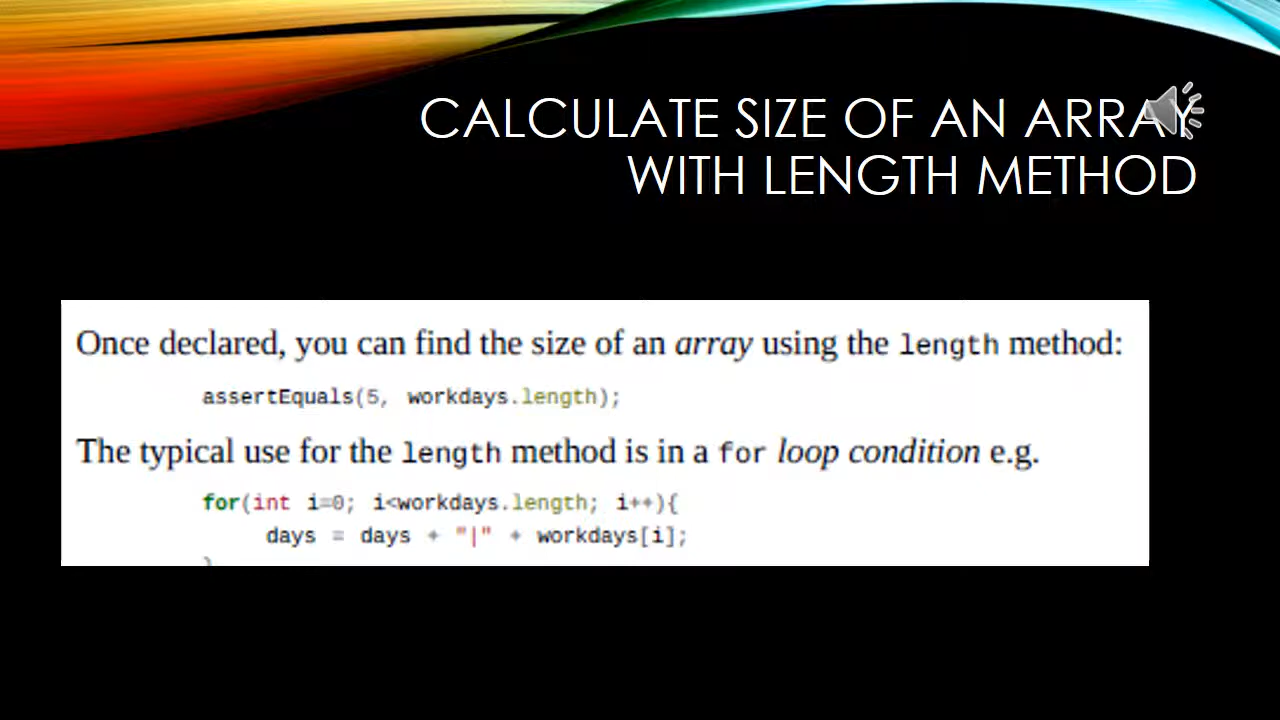 CALCULATE SIZE OF AN ARRAY
WITH LENGTH METHOD
Once declared, you can find the size of an array using the length method:
assertEquals(5, workdays.length);
The typical use for the length method is in a for loop condition e.g.
for(int i=0; i<workdays.length; i++){
days = days + "|" + workdays[i];
}